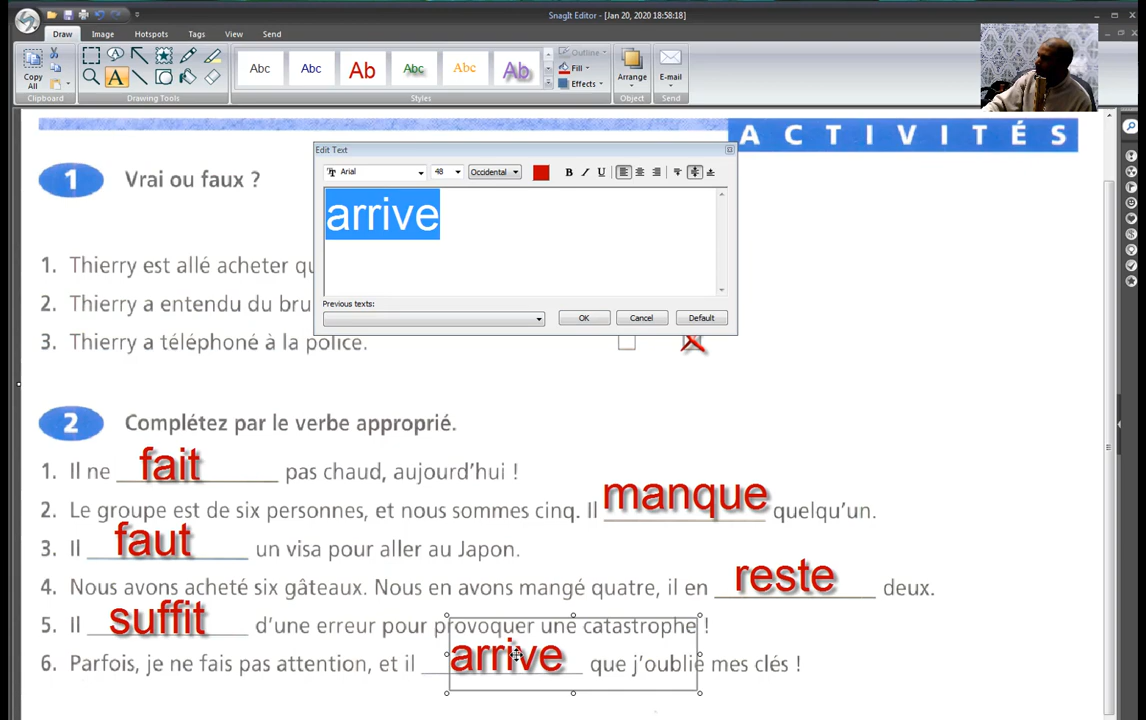 SnagIt Editor - [Jan 20, 2020 18:58:18]
Draw Image Hotspots Tags View Send
Copy All
Clipboard
Drawing Tools
Abc Abc Ab Abc Abc Ab
Styles
Outline
Fill
Effects
Arrange
Object
E-mail
Send
ACTIVITÉS
1 Vrai ou faux ?
Edit Text
Arial 48 Occidental B I U
arrive
Previous texts:
OK Cancel Default
1. Thierry est allé acheter
2. Thierry a entendu du bru
3. Thierry a téléphoné à la police.
2 Complétez par le verbe approprié.
1. Il ne fait pas chaud, aujourd'hui !
2. Le groupe est de six personnes, et nous sommes cinq. Il manque quelqu'un.
3. Il faut un visa pour aller au Japon.
4. Nous avons acheté six gâteaux. Nous en avons mangé quatre, il en reste deux.
5. Il suffit d'une erreur pour provoquer une catastrophe !
6. Parfois, je ne fais pas attention, et il arrive que j'oublie mes clés !